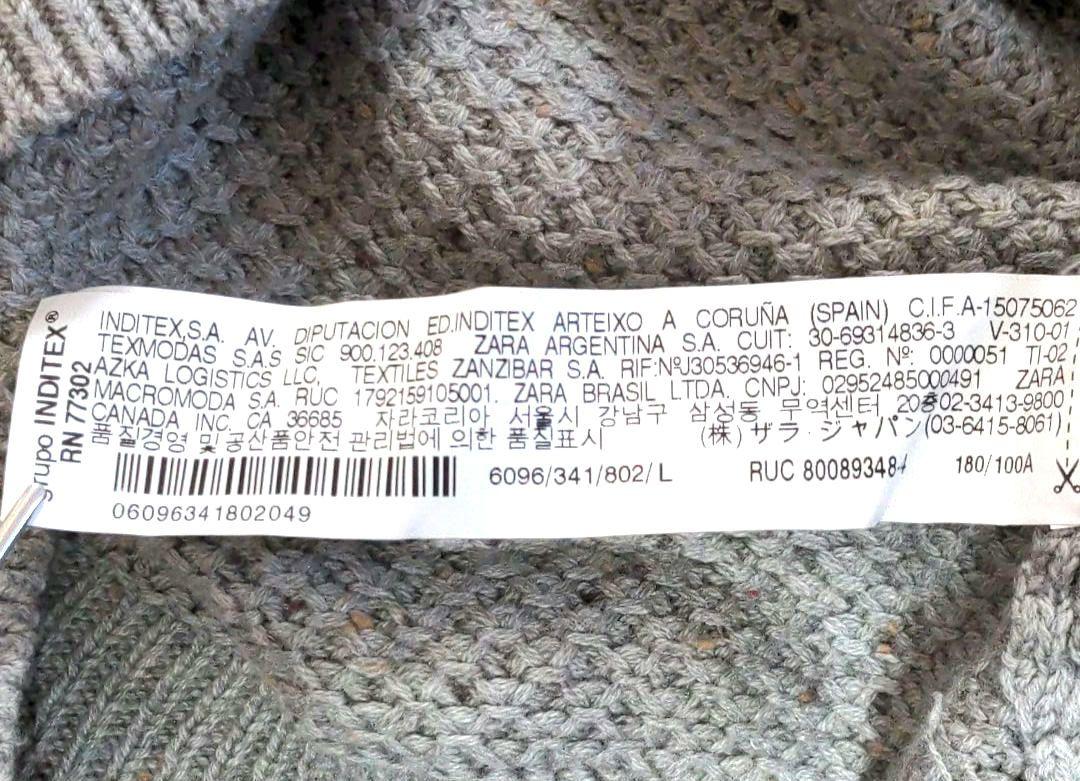 grupo INDITEX®
RN 77302
INDITEX,S.A. AV. DIPUTACION ED.INDITEX ARTEIXO A CORUÑA (SPAIN) C.I.F.A-15075062
TEXMODAS S.A.S SIC 900.123.408 ZARA ARGENTINA S.A. CUIT: 30-69314836-3 V-310-01
AZKA LOGISTICS LLC, TEXTILES ZANZIBAR S.A. RIF:NºJ30536946-1 REG. Nº: 0000051 TI-02
MACROMODA S.A. RUC 1792159105001. ZARA BRASIL LTDA. CNPJ: 02952485000491 ZARA
CANADA INC. CA 36685 자라코리아 서울시 강남구 삼성동 무역센터 02-3413-9800
품질경영 및 공산품안전 관리법에 의한 품질표시 (株) ザラ・ジャパン(03-6415-8061)
6096/341/802/L RUC 80089348 180/100A
06096341802049